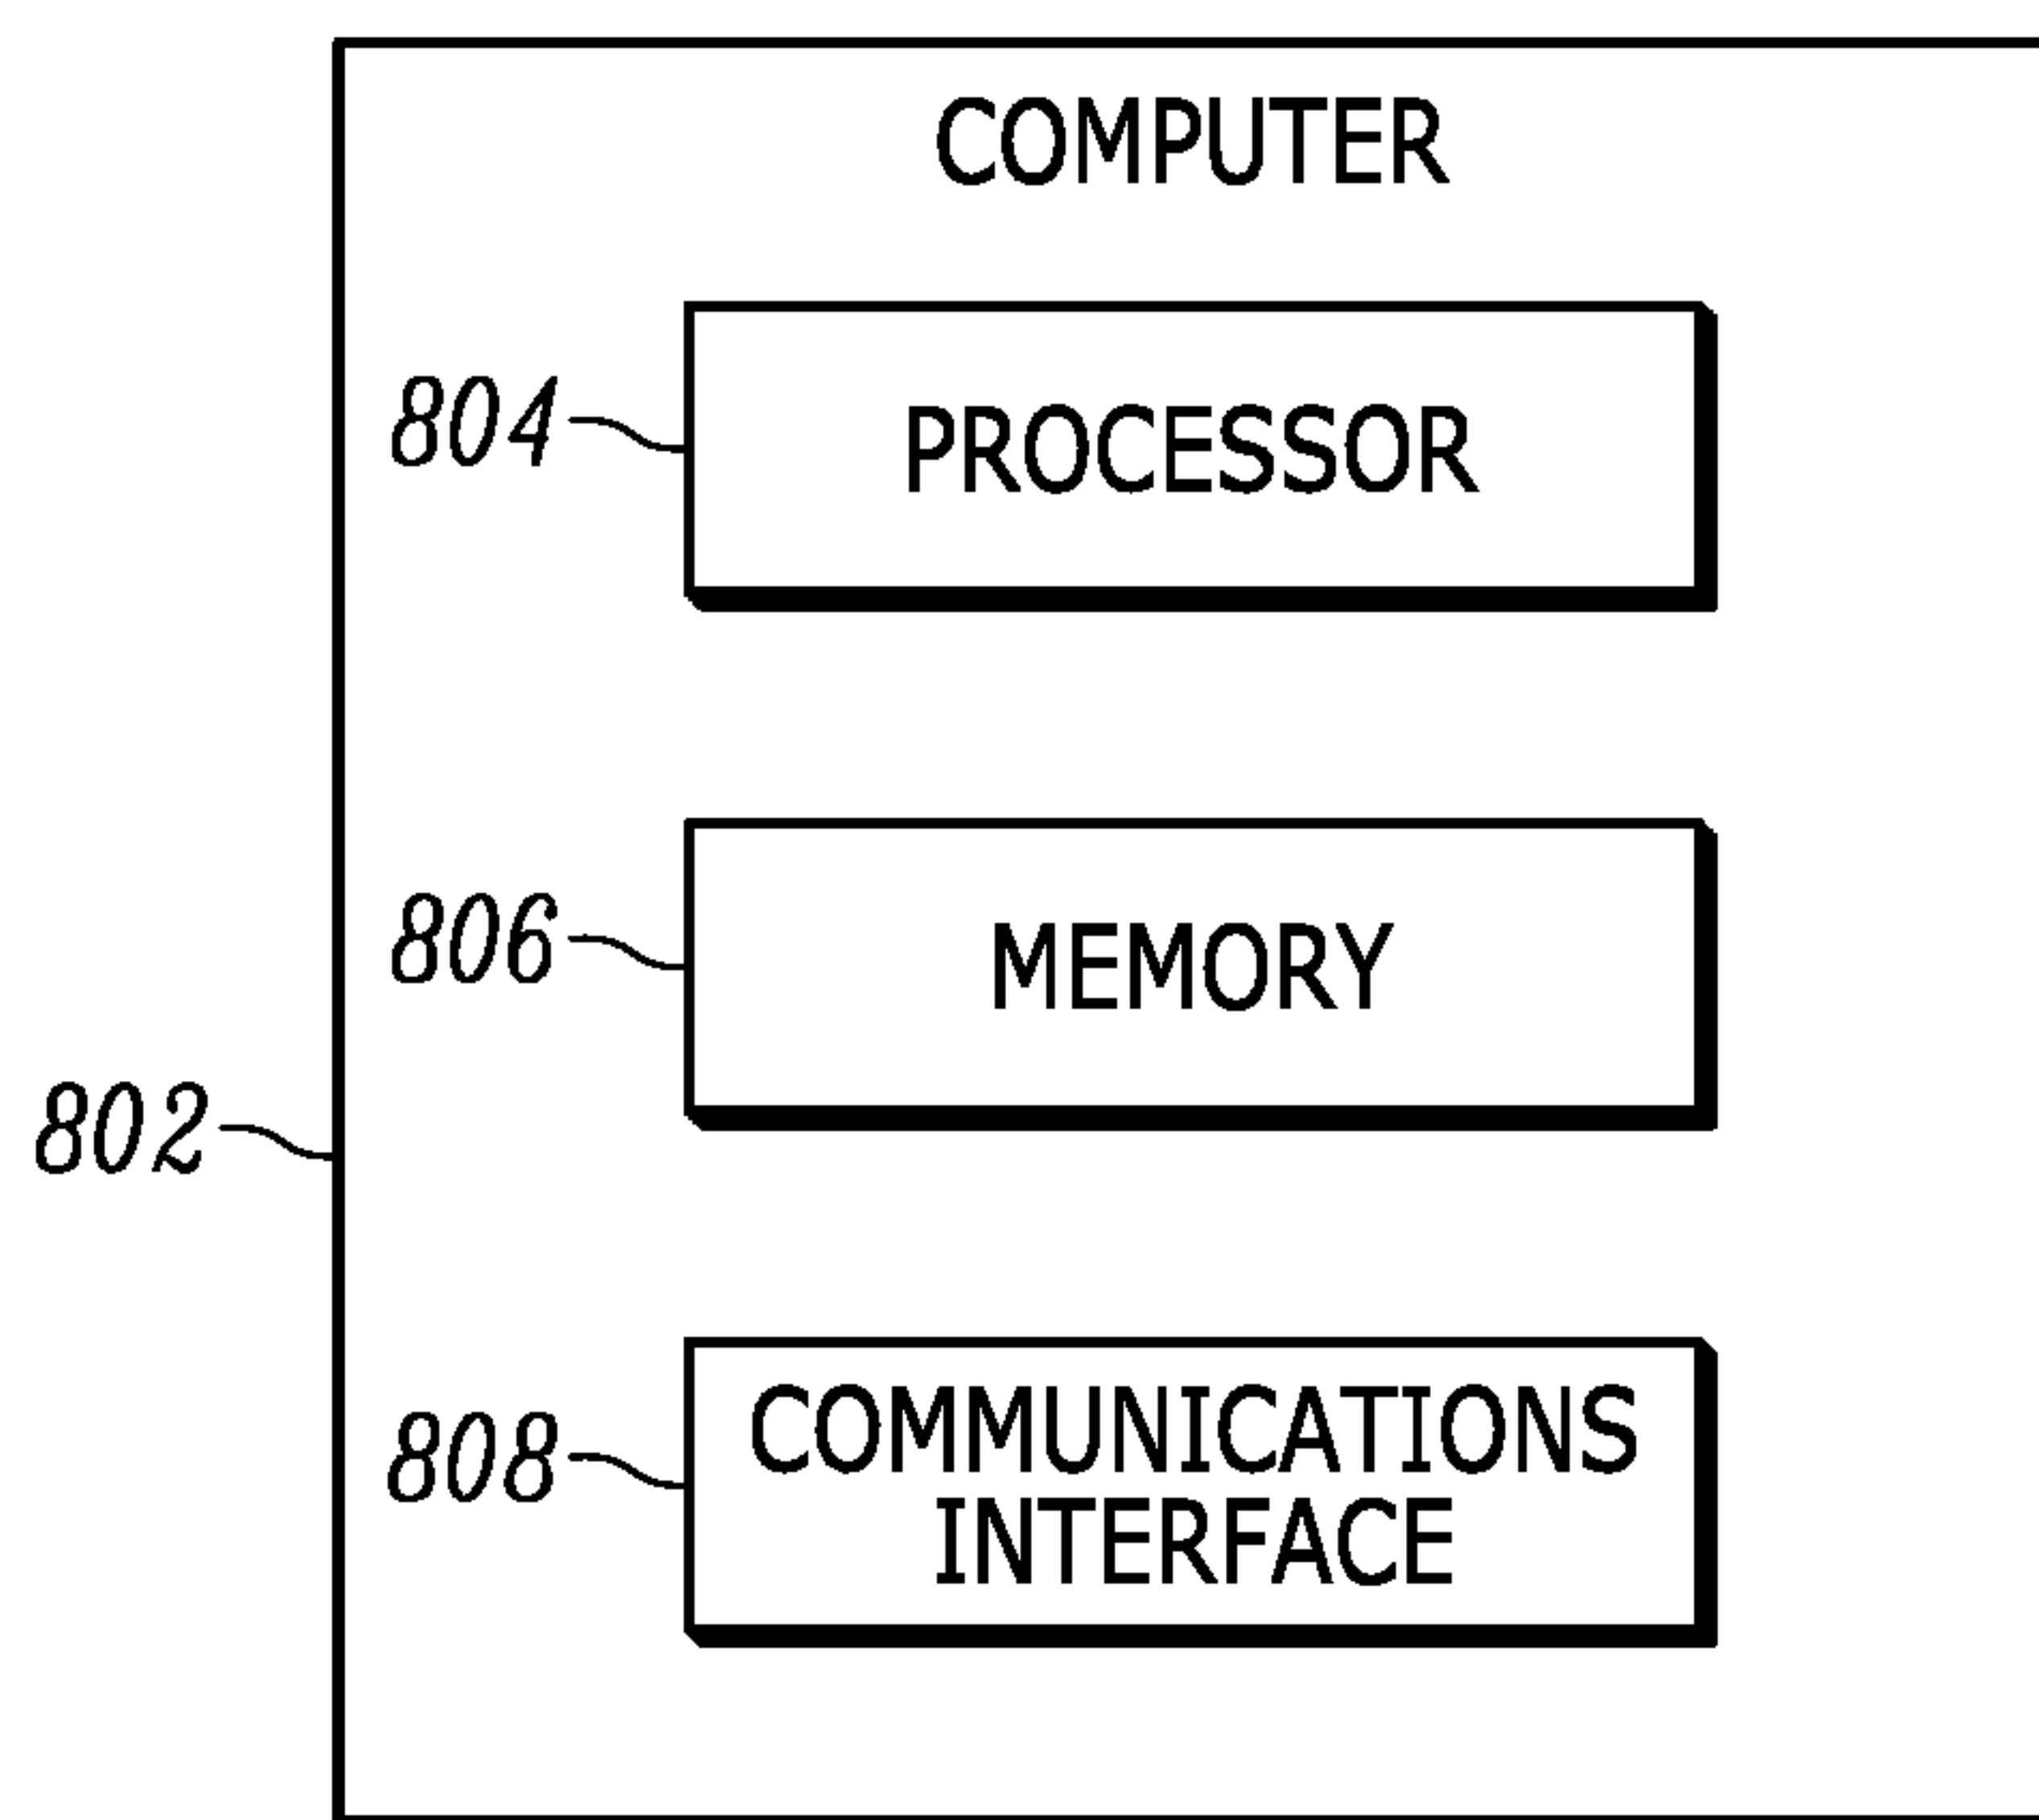 COMPUTER
804
PROCESSOR
806
MEMORY
802
808
COMMUNICATIONS
INTERFACE